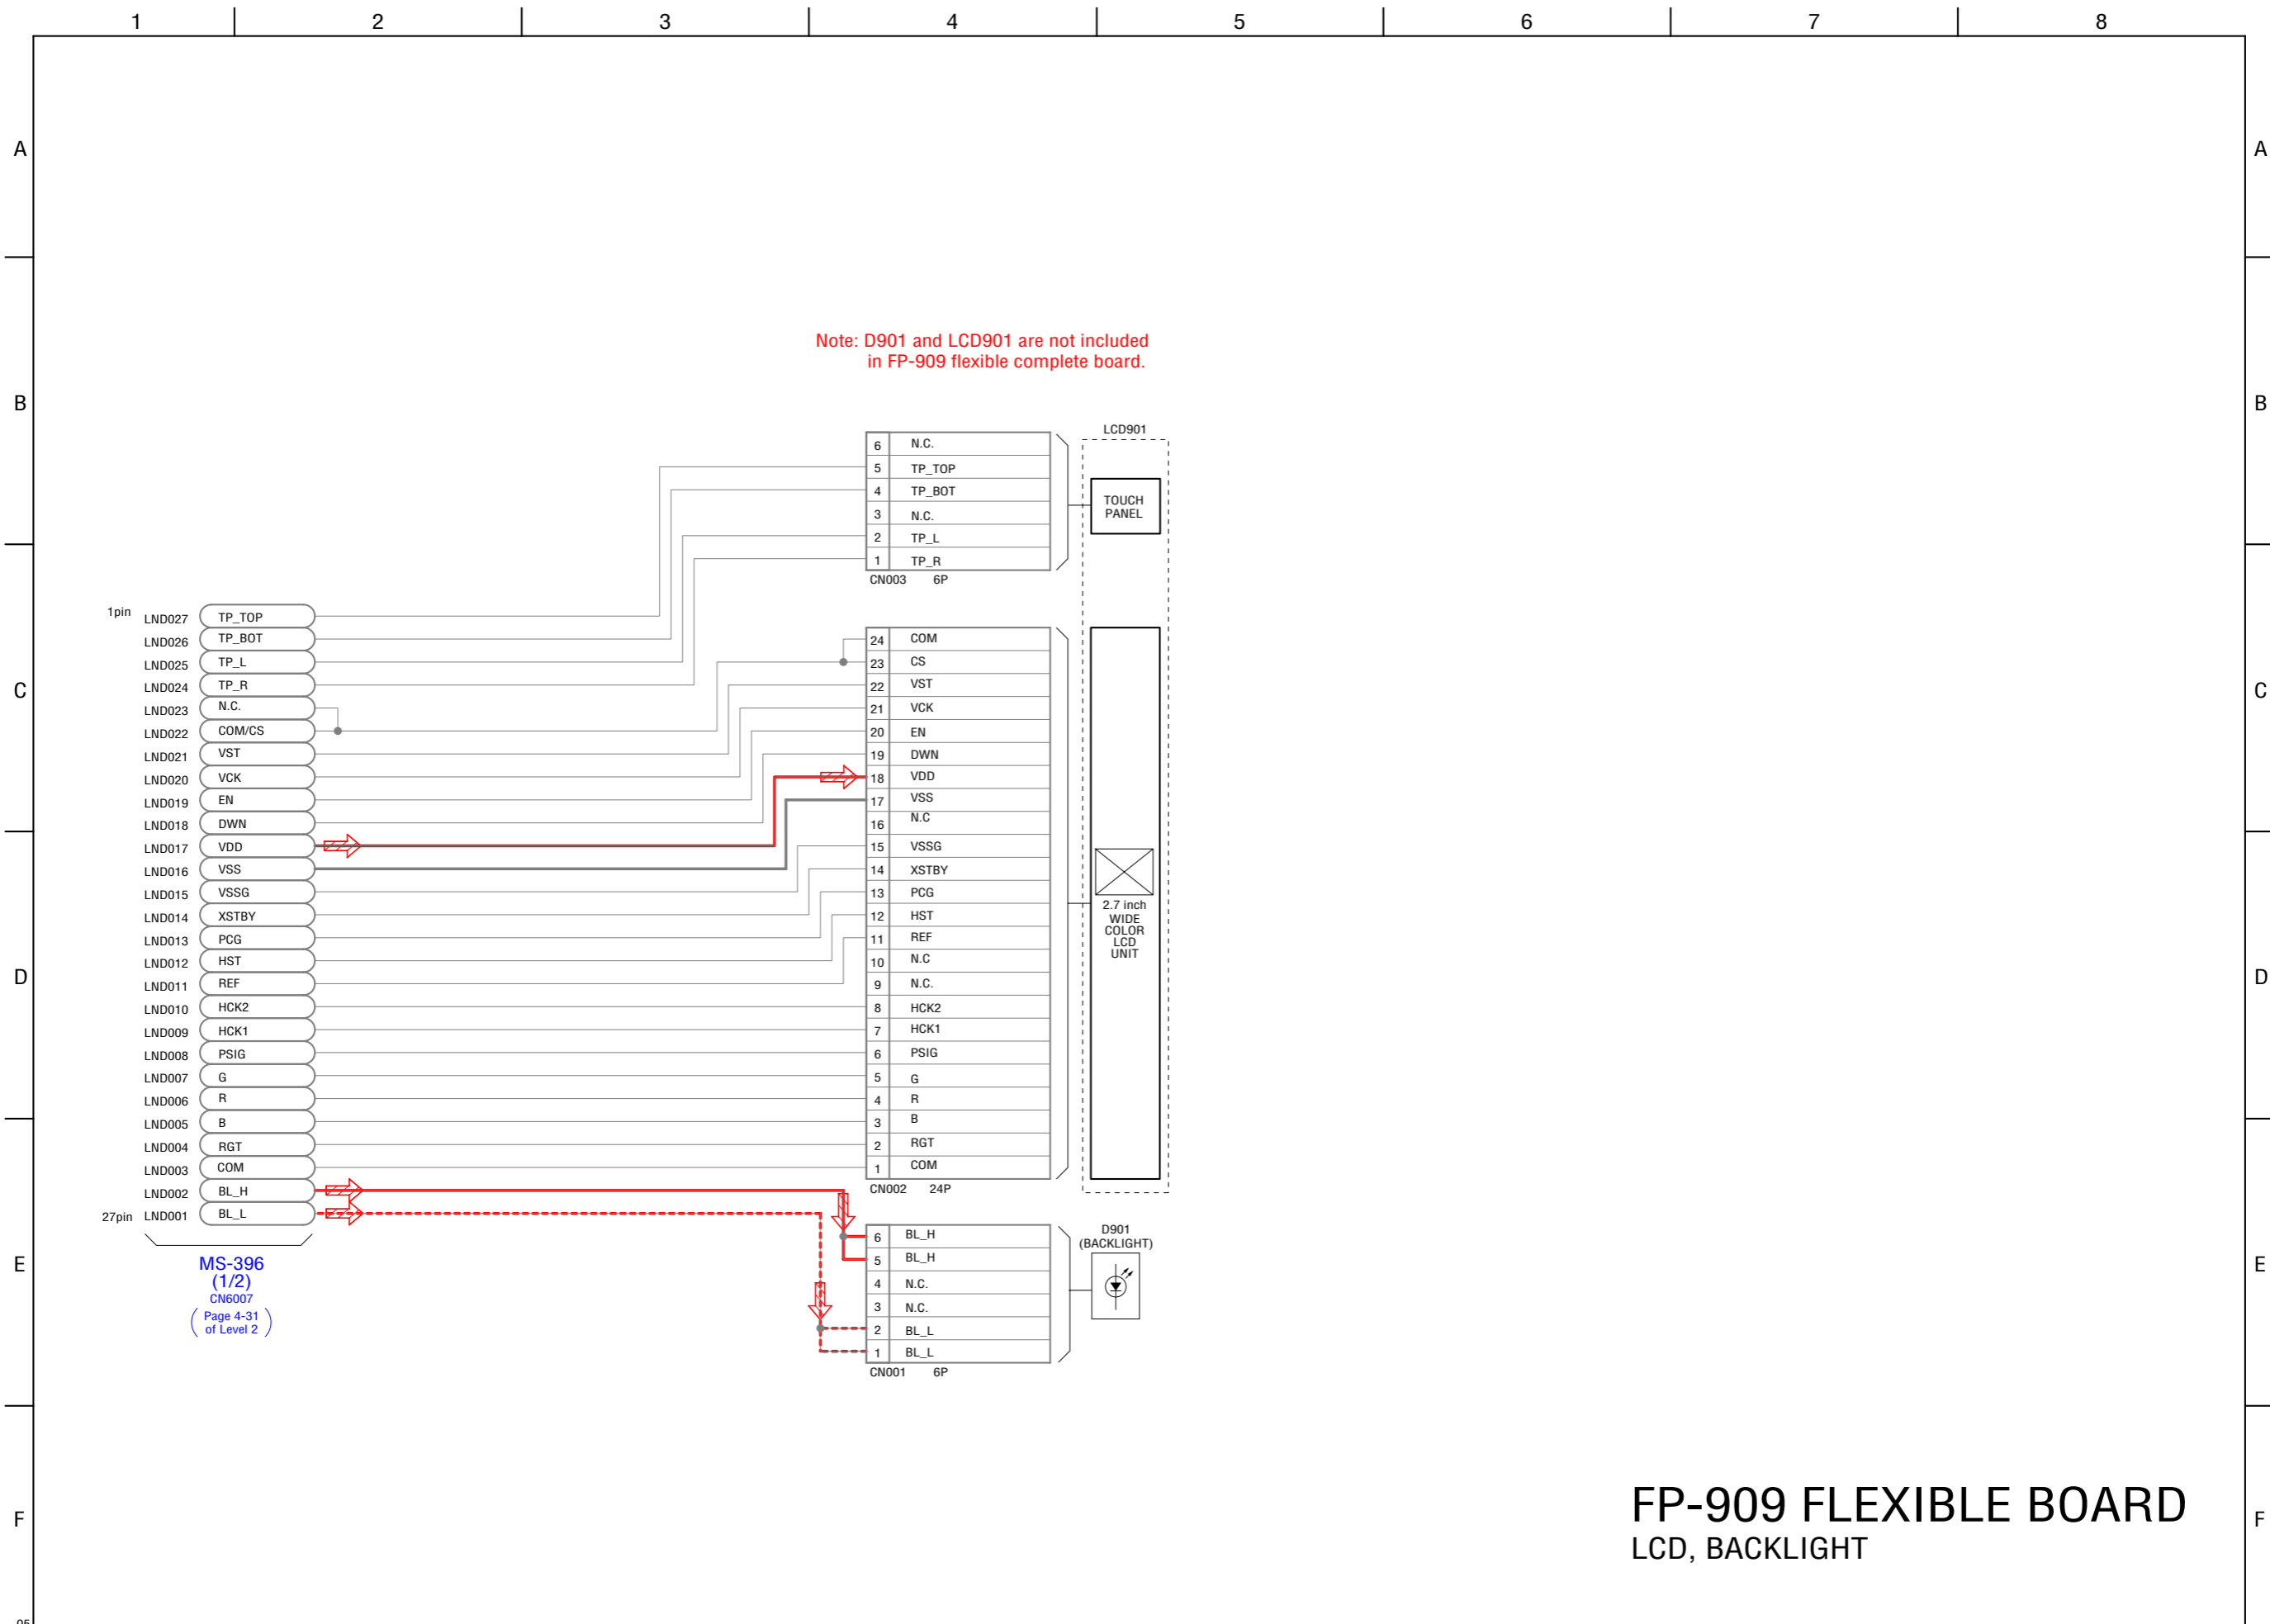 1 2 3 4 5 6 7 8
A A
B B
C C
D D
E E
F F
Note: D901 and LCD901 are not included
in FP-909 flexible complete board.
LCD901
6 N.C.
5 TP_TOP
4 TP_BOT
3 N.C.
2 TP_L
1 TP_R
CN003 6P
TOUCH
PANEL
1pin LND027 TP_TOP
LND026 TP_BOT
LND025 TP_L
LND024 TP_R
LND023 N.C.
LND022 COM/CS
LND021 VST
LND020 VCK
LND019 EN
LND018 DWN
LND017 VDD
LND016 VSS
LND015 VSSG
LND014 XSTBY
LND013 PCG
LND012 HST
LND011 REF
LND010 HCK2
LND009 HCK1
LND008 PSIG
LND007 G
LND006 R
LND005 B
LND004 RGT
LND003 COM
LND002 BL_H
27pin LND001 BL_L
MS-396
(1/2)
CN6007
(Page 4-31
of Level 2)
24 COM
23 CS
22 VST
21 VCK
20 EN
19 DWN
18 VDD
17 VSS
16 N.C
15 VSSG
14 XSTBY
13 PCG
12 HST
11 REF
10 N.C
9 N.C.
8 HCK2
7 HCK1
6 PSIG
5 G
4 R
3 B
2 RGT
1 COM
CN002 24P
2.7 inch
WIDE
COLOR
LCD
UNIT
6 BL_H
5 BL_H
4 N.C.
3 N.C.
2 BL_L
1 BL_L
CN001 6P
D901
(BACKLIGHT)
FP-909 FLEXIBLE BOARD
LCD, BACKLIGHT